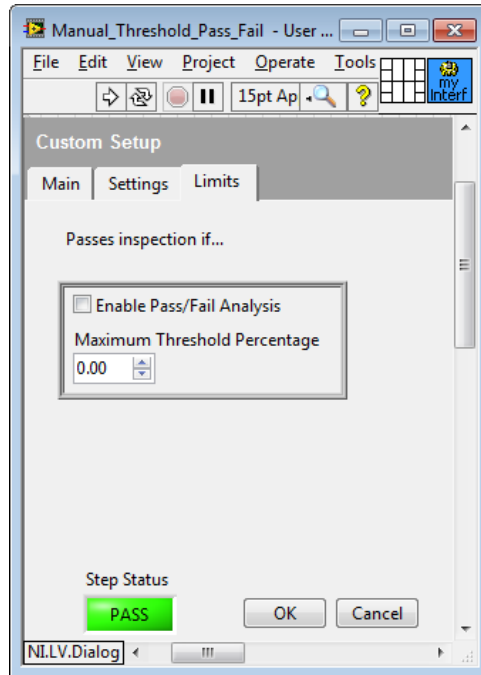 Manual_Threshold_Pass_Fail - User ...
File Edit View Project Operate Tools
15pt Ap
my
Interf
Custom Setup
Main Settings Limits
Passes inspection if...
Enable Pass/Fail Analysis
Maximum Threshold Percentage
0.00
Step Status
PASS OK Cancel
NI.LV.Dialog